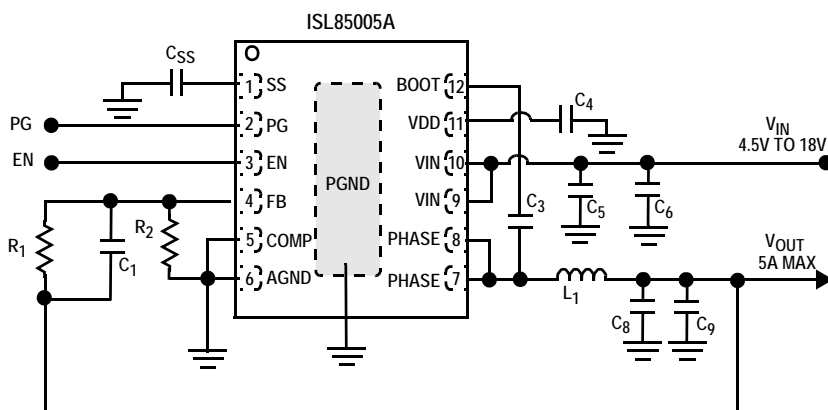 ISL85005A
CSS
1 SS
BOOT 12
C4
PG
2 PG
VDD 11
VIN
4.5V TO 18V
EN
3 EN
VIN 10
PGND
4 FB
VIN 9
C3
C5
C6
R1
C1
R2
5 COMP
PHASE 8
VOUT
5A MAX
6 AGND
PHASE 7
L1
C8
C9